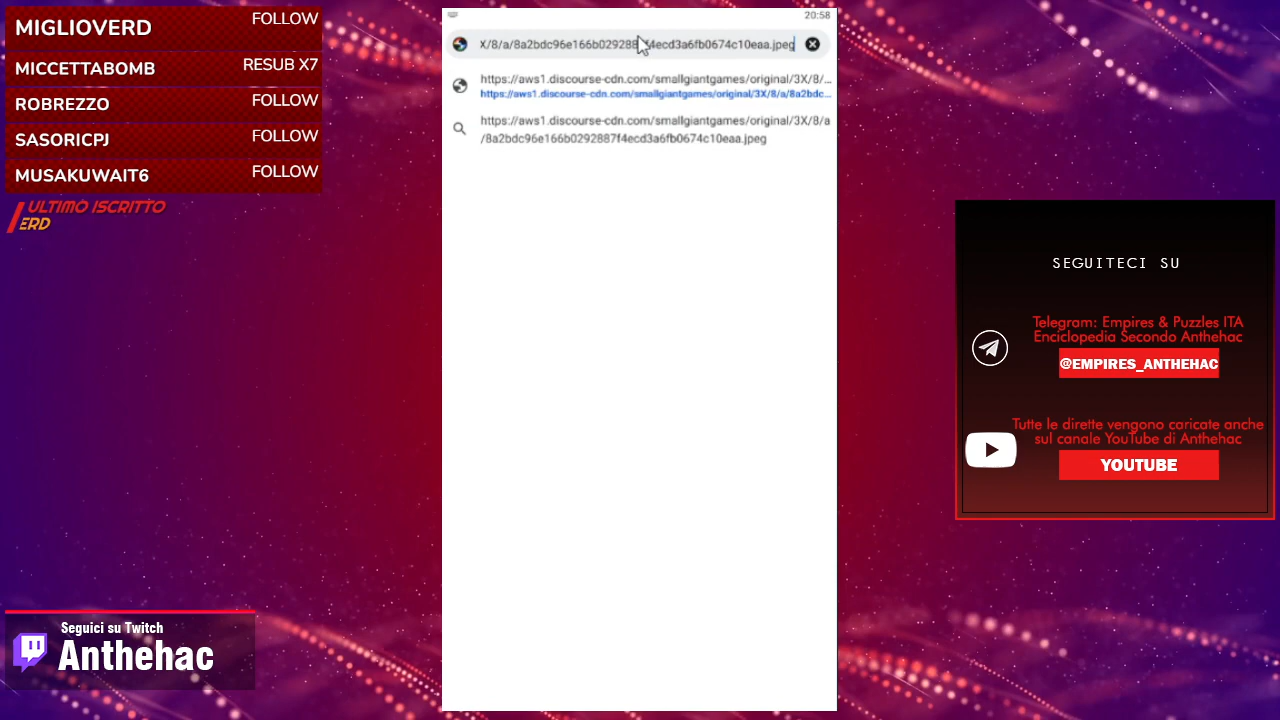 MIGLIOVERD FOLLOW
MICCETTABOMB RESUB X7
ROBREZZO FOLLOW
SASORICPJ FOLLOW
MUSAKUWAIT6 FOLLOW
ULTIMO ISCRITTO
ERD
20:58
X/8/a/8a2bdc96e166b0292887f4ecd3a6fb0674c10eaa.jpeg
https://aws1.discourse-cdn.com/smallgiantgames/original/3X/8/...
https://aws1.discourse-cdn.com/smallgiantgames/original/3X/8/a/8a2bdc...
https://aws1.discourse-cdn.com/smallgiantgames/original/3X/8/a
/8a2bdc96e166b0292887f4ecd3a6fb0674c10eaa.jpeg
SEGUITECI SU
Telegram: Empires & Puzzles ITA
Enciclopedia Secondo Anthehac
@EMPIRES_ANTHEHAC
Tutte le dirette vengono caricate anche
sul canale YouTube di Anthehac
YOUTUBE
Seguici su Twitch
Anthehac